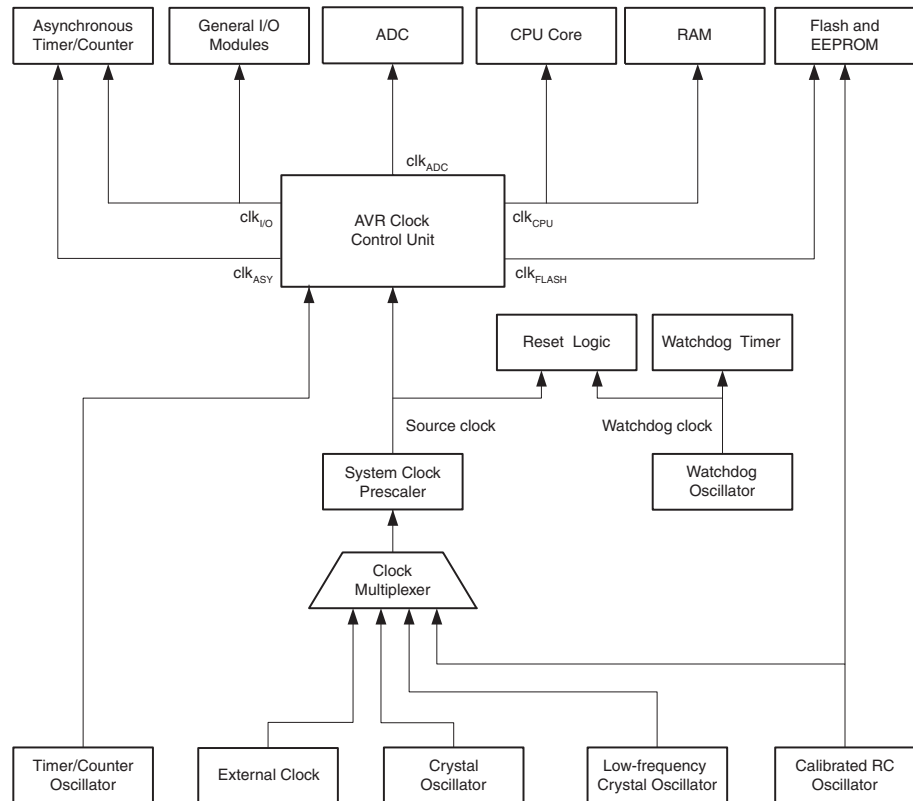 Asynchronous
Timer/Counter
General I/O
Modules
ADC
CPU Core
RAM
Flash and
EEPROM
clkADC
clkI/O
AVR Clock
Control Unit
clkCPU
clkASY
clkFLASH
Reset Logic
Watchdog Timer
Source clock
Watchdog clock
System Clock
Prescaler
Watchdog
Oscillator
Clock
Multiplexer
Timer/Counter
Oscillator
External Clock
Crystal
Oscillator
Low-frequency
Crystal Oscillator
Calibrated RC
Oscillator